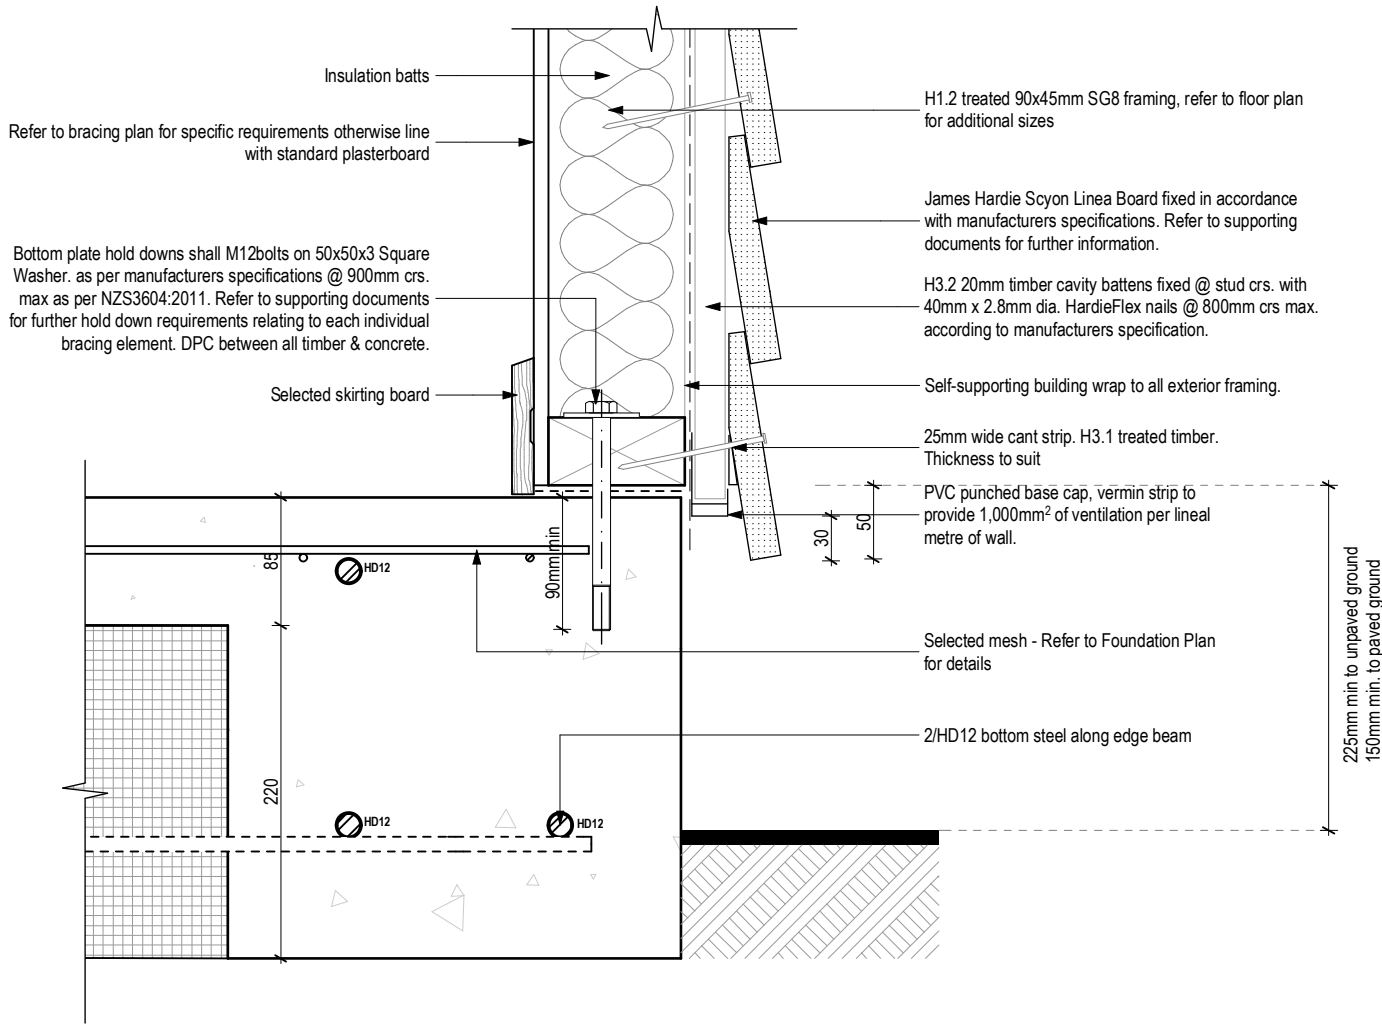 Insulation batts
Refer to bracing plan for specific requirements otherwise line
with standard plasterboard
Bottom plate hold downs shall M12bolts on 50x50x3 Square
Washer. as per manufacturers specifications @ 900mm crs.
max as per NZS3604:2011. Refer to supporting documents
for further hold down requirements relating to each individual
bracing element. DPC between all timber & concrete.
Selected skirting board
H1.2 treated 90x45mm SG8 framing, refer to floor plan
for additional sizes
James Hardie Scyon Linea Board fixed in accordance
with manufacturers specifications. Refer to supporting
documents for further information.
H3.2 20mm timber cavity battens fixed @ stud crs. with
40mm x 2.8mm dia. HardieFlex nails @ 800mm crs max.
according to manufacturers specification.
Self-supporting building wrap to all exterior framing.
25mm wide cant strip. H3.1 treated timber.
Thickness to suit
PVC punched base cap, vermin strip to
provide 1,000mm² of ventilation per lineal
metre of wall.
30
50
85
HD12
90mm min
Selected mesh - Refer to Foundation Plan
for details
225mm min to unpaved ground
150mm min. to paved ground
2/HD12 bottom steel along edge beam
220
HD12
HD12